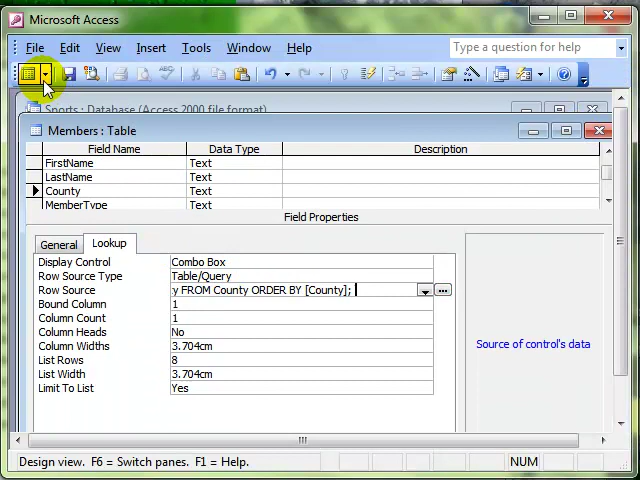 Microsoft Access
File Edit View Insert Tools Window Help Type a question for help
Sports : Database (Access 2000 file format)
Members : Table
Field Name Data Type Description
FirstName Text
LastName Text
County Text
MemberType Text
Field Properties
General Lookup
Display Control Combo Box
Row Source Type Table/Query
Row Source y FROM County ORDER BY [County];
Bound Column 1
Column Count 1
Column Heads No
Column Widths 3.704cm
List Rows 8
List Width 3.704cm
Limit To List Yes
Source of control's data
Design view. F6 = Switch panes. F1 = Help. NUM